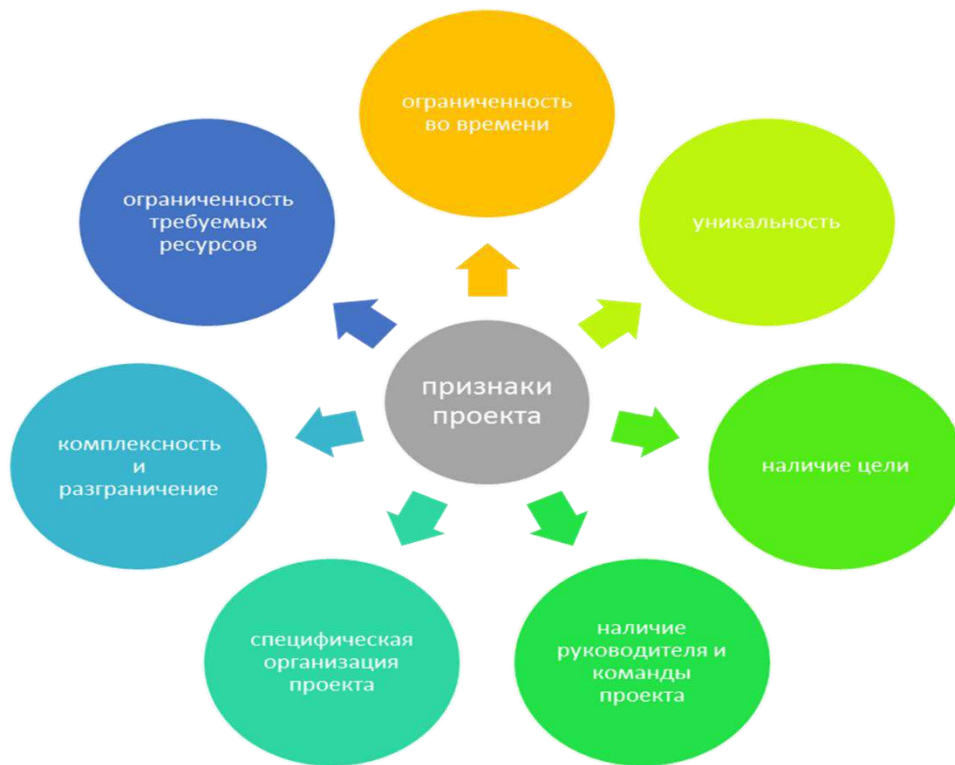 ограниченность
во времени
уникальность
наличие цели
наличие
руководителя и
команды
проекта
специфическая
организация
проекта
комплексность
и
разграничение
ограниченность
требуемых
ресурсов
признаки
проекта